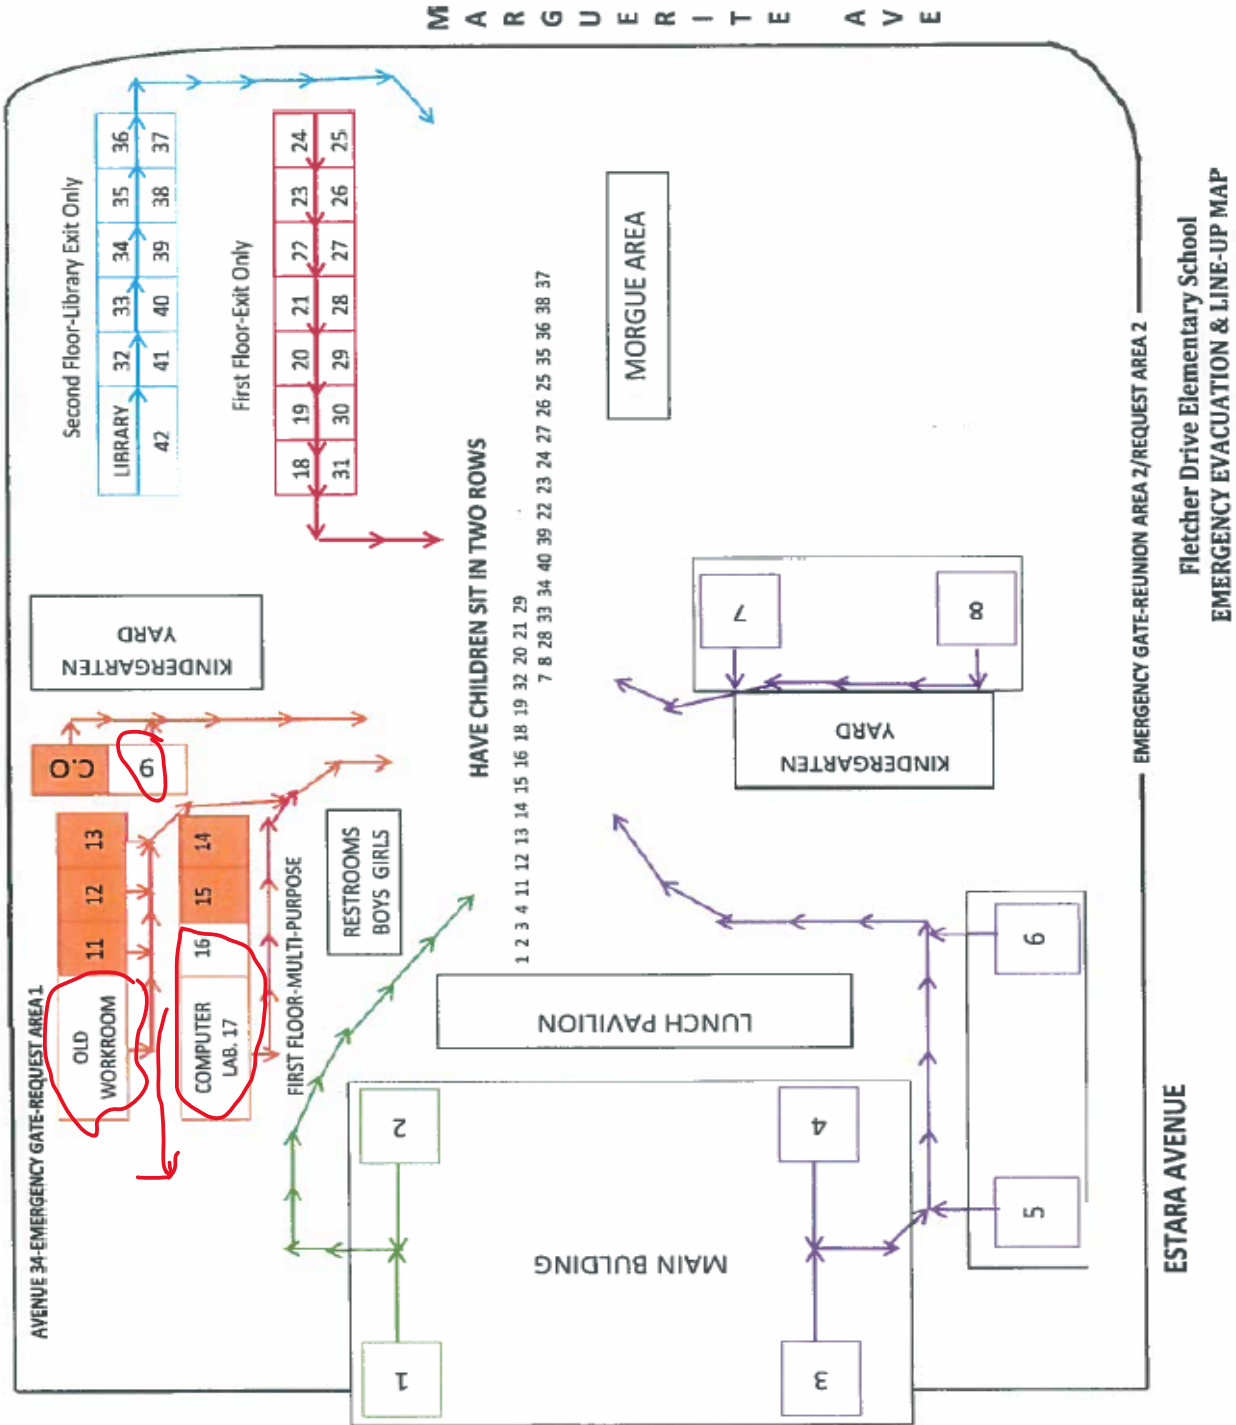 MARGUERITE AVE
AVENUE 34-EMERGENCY GATE-REQUEST AREA 1
OLD
WORKROOM
11
12
13
COMPUTER
LAB. 17
16
15
14
C.O
9
KINDERGARTEN
YARD
Second Floor-Library Exit Only
LIBRARY
32
33
34
35
36
42
41
40
39
38
37
First Floor-Exit Only
18
19
20
21
22
23
24
31
30
29
28
27
26
25
FIRST FLOOR-MULTI-PURPOSE
RESTROOMS
BOYS GIRLS
HAVE CHILDREN SIT IN TWO ROWS
1 2 3 4 11 12 13 14 15 16 18 19 32 20 21 29
7 8 28 33 34 40 39 22 23 24 27 26 25 35 36 38 37
MORGUE AREA
LUNCH PAVILION
1
2
MAIN BULDING
3
4
5
6
7
8
KINDERGARTEN
YARD
EMERGENCY GATE-REUNION AREA 2/REQUEST AREA 2
ESTARA AVENUE
Fletcher Drive Elementary School
EMERGENCY EVACUATION & LINE-UP MAP